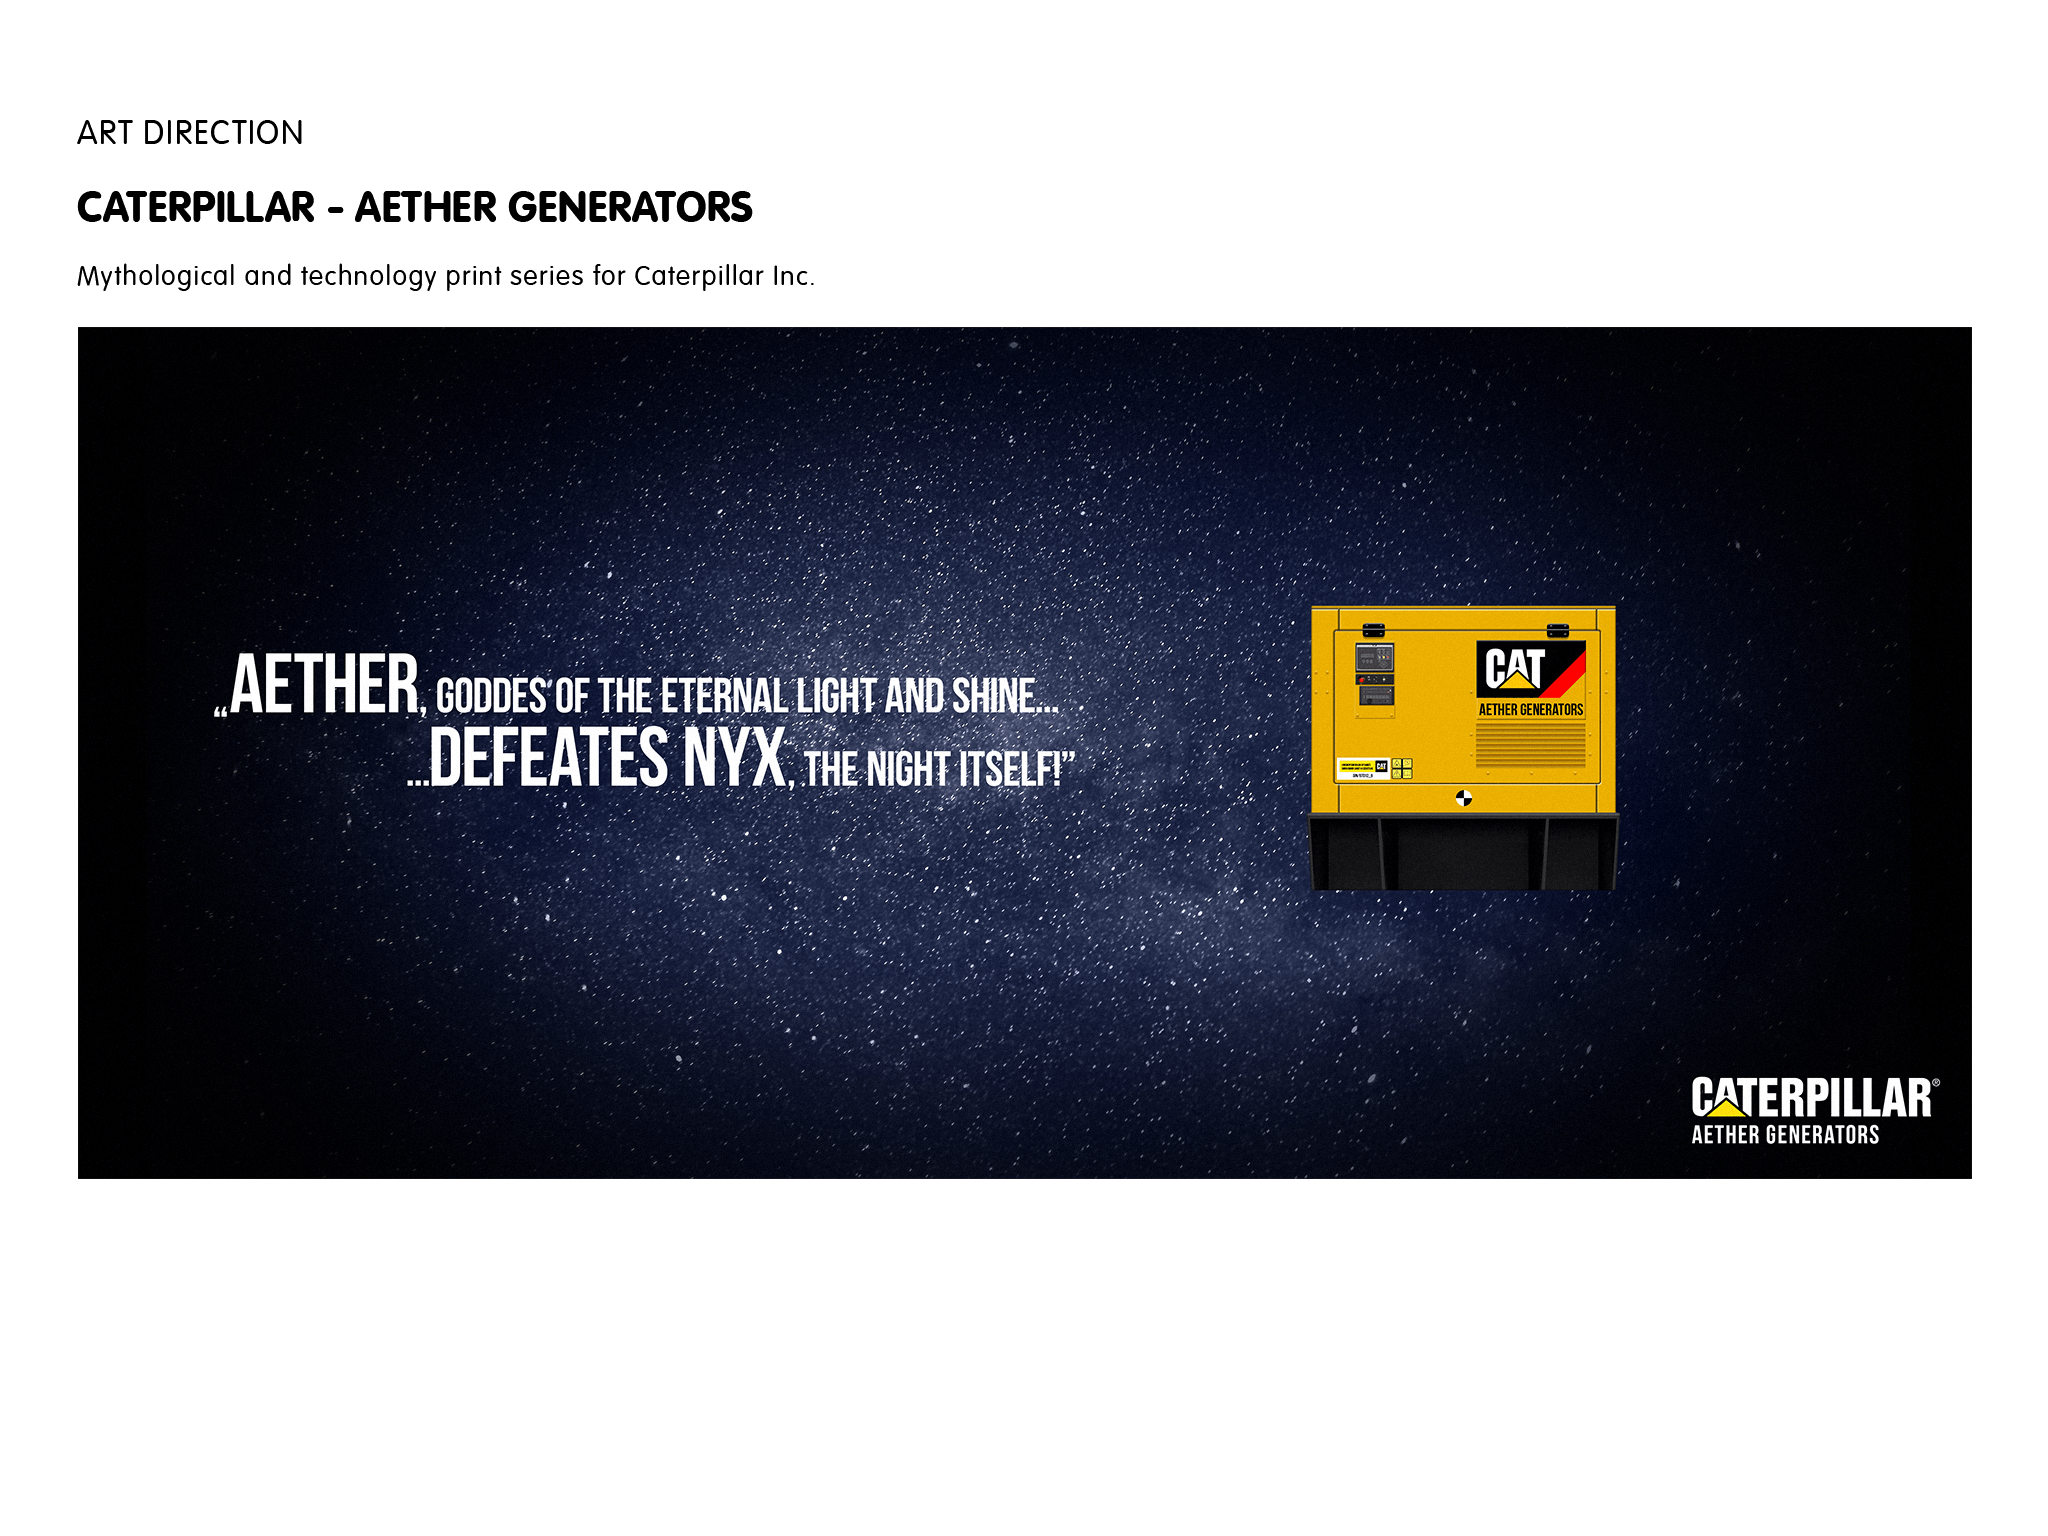 ART DIRECTION
CATERPILLAR - AETHER GENERATORS
Mythological and technology print series for Caterpillar Inc.
„AETHER, GODDES OF THE ETERNAL LIGHT AND SHINE...
...DEFEATES NYX, THE NIGHT ITSELF!”
CAT
AETHER GENERATORS
CAT
CATERPILLAR®
AETHER GENERATORS